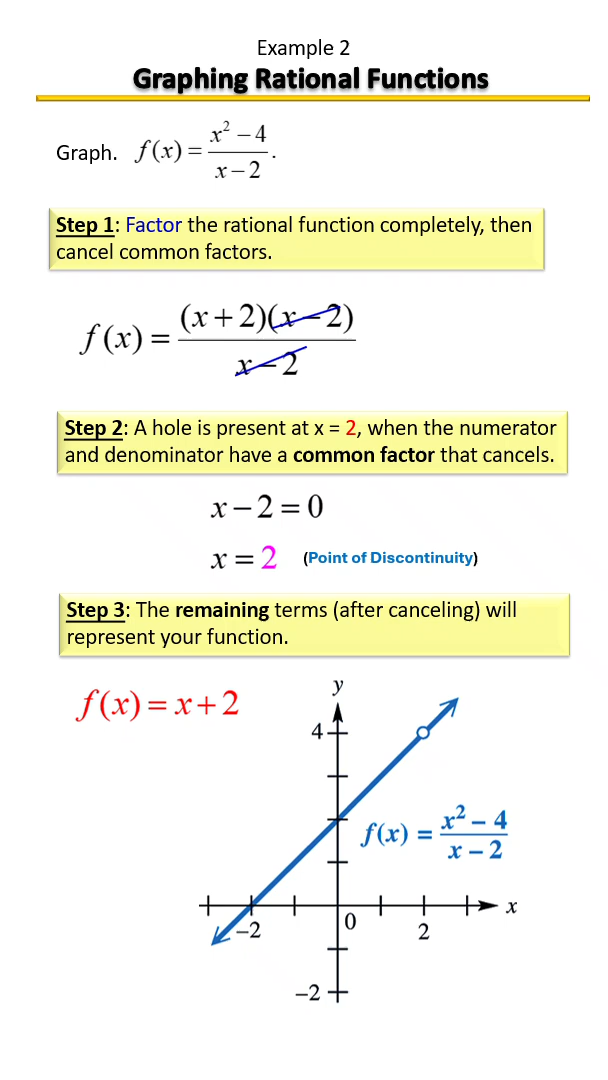 Example 2
Graphing Rational Functions
Graph. f(x) = (x² − 4)/(x − 2).
Step 1: Factor the rational function completely, then
cancel common factors.
f(x) = (x + 2)(x − 2)/(x − 2)
Step 2: A hole is present at x = 2, when the numerator
and denominator have a common factor that cancels.
x − 2 = 0
x = 2 (Point of Discontinuity)
Step 3: The remaining terms (after canceling) will
represent your function.
f(x) = x + 2
y
4
f(x) = (x² − 4)/(x − 2)
x
−2
0
2
−2